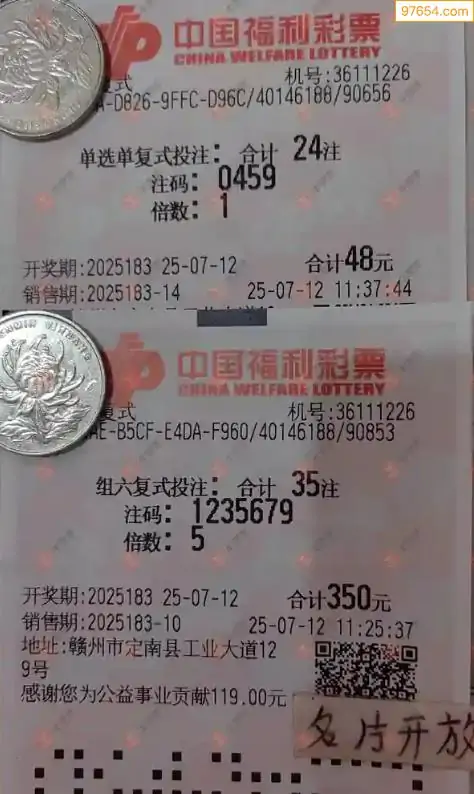 97654.com
中国福利彩票
CHINA WELFARE LOTTERY
复式
机号:36111226
A-D826-9FFC-D96C/40146188/90656
单选单复式投注: 合计 24注
注码: 0459
倍数: 1
开奖期:2025183 25-07-12
合计48元
销售期:2025183-14
25-07-12 11:37:44
中国福利彩票
CHINA WELFARE LOTTERY
复式
机号:36111226
AE-B5CF-E4DA-F960/40146188/90853
组六复式投注: 合计 35注
注码: 1235679
倍数: 5
开奖期:2025183 25-07-12
合计350元
销售期:2025183-10
25-07-12 11:25:37
地址:赣州市定南县工业大道12
9号
感谢您为公益事业贡献119.00元
名片开放